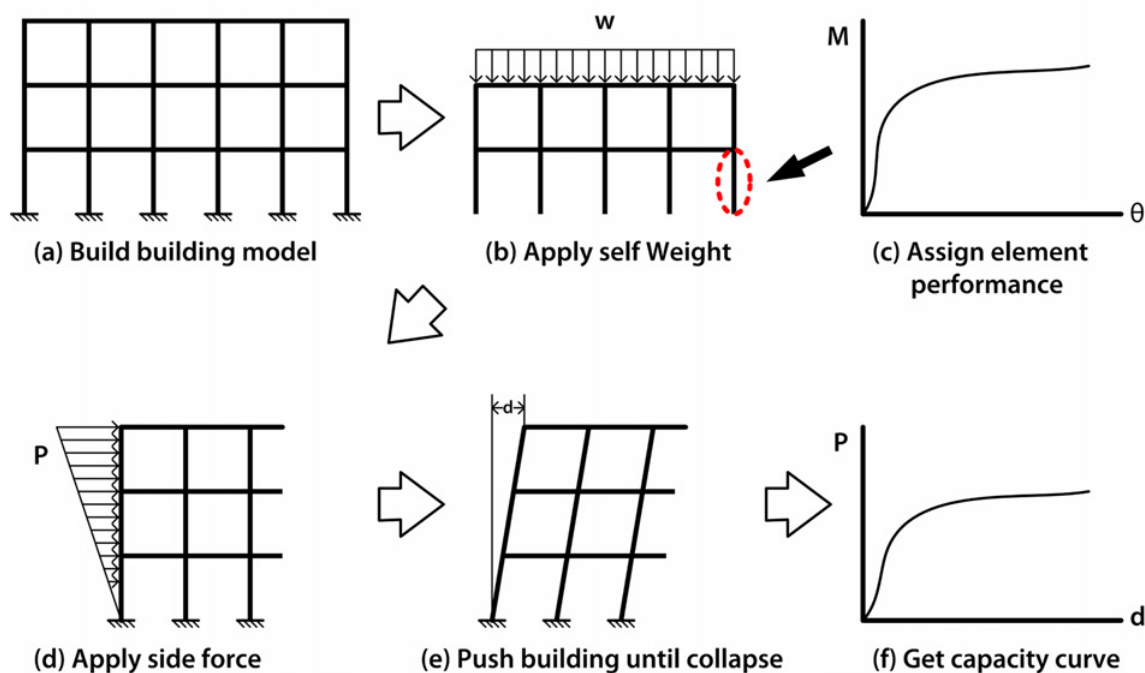 w
M
θ
(a) Build building model
(b) Apply self Weight
(c) Assign element
performance
P
(d) Apply side force
d
(e) Push building until collapse
P
d
(f) Get capacity curve